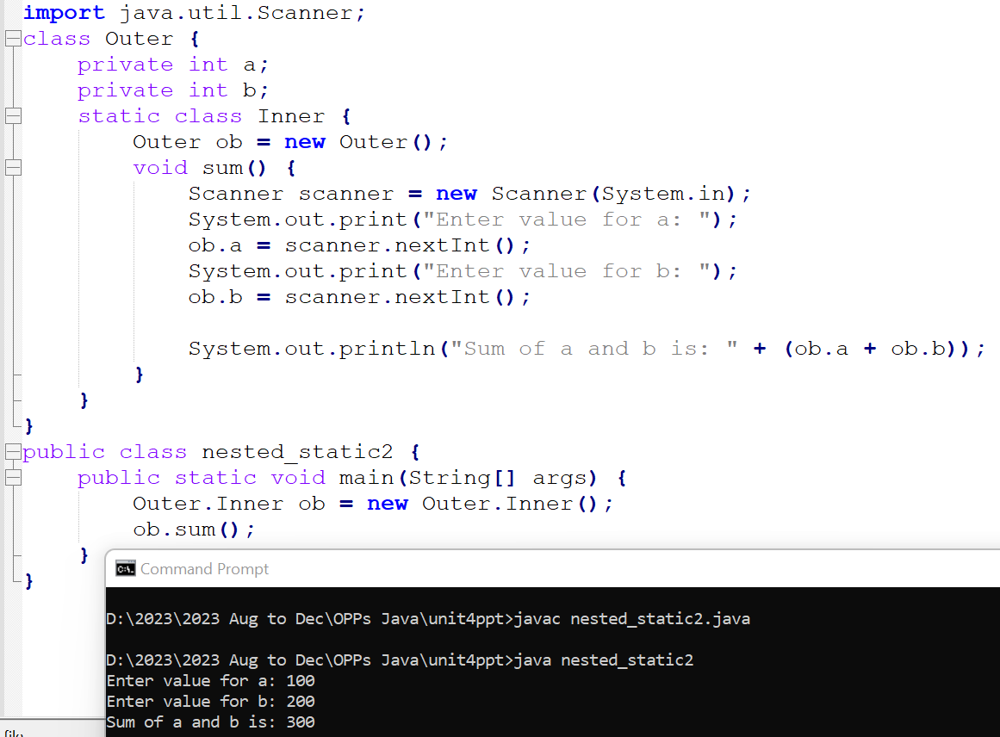 import java.util.Scanner;
class Outer {
    private int a;
    private int b;
    static class Inner {
        Outer ob = new Outer();
        void sum() {
            Scanner scanner = new Scanner(System.in);
            System.out.print("Enter value for a: ");
            ob.a = scanner.nextInt();
            System.out.print("Enter value for b: ");
            ob.b = scanner.nextInt();

            System.out.println("Sum of a and b is: " + (ob.a + ob.b));
        }
    }
}
public class nested_static2 {
    public static void main(String[] args) {
        Outer.Inner ob = new Outer.Inner();
        ob.sum();
    }
}
Command Prompt
D:\2023\2023 Aug to Dec\OPPs Java\unit4ppt>javac nested_static2.java
D:\2023\2023 Aug to Dec\OPPs Java\unit4ppt>java nested_static2
Enter value for a: 100
Enter value for b: 200
Sum of a and b is: 300